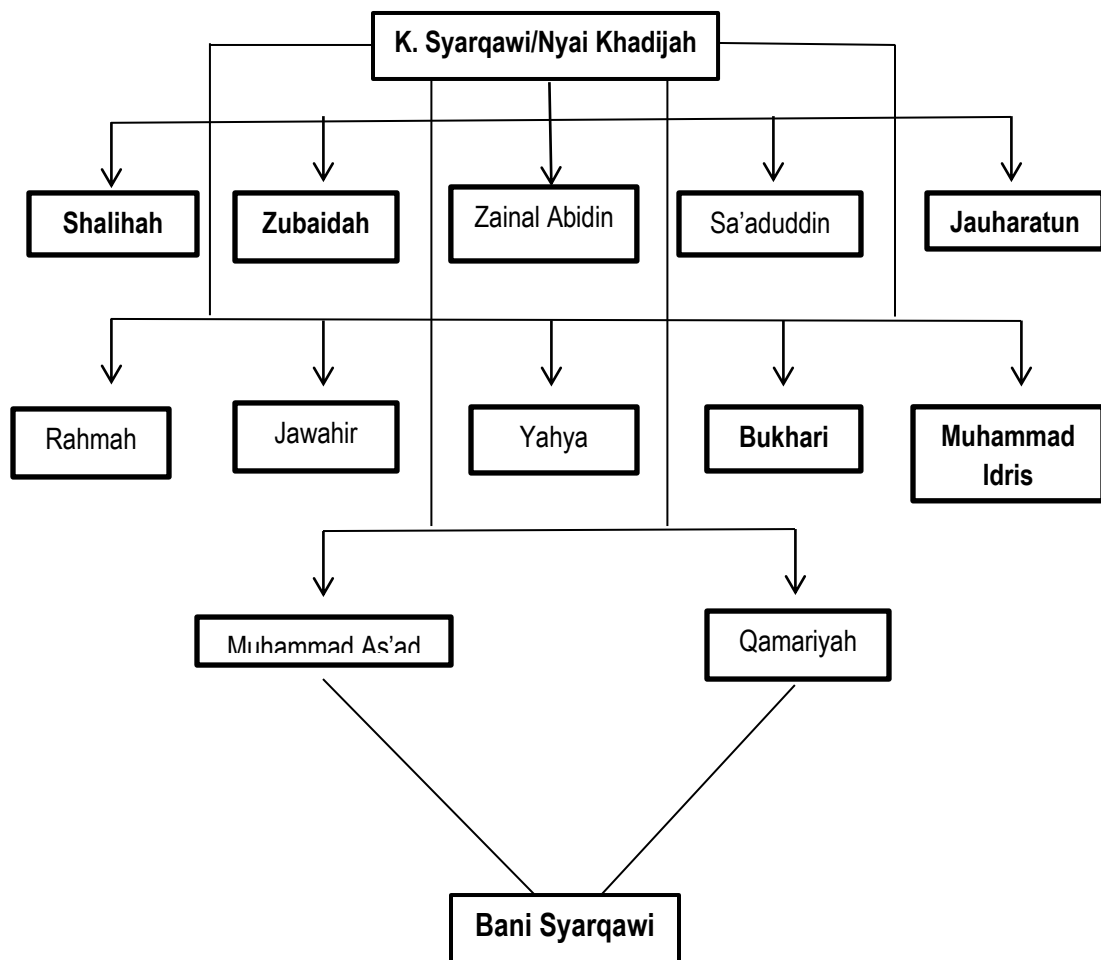 K. Syarqawi/Nyai Khadijah
Shalihah
Zubaidah
Zainal Abidin
Sa’aduddin
Jauharatun
Rahmah
Jawahir
Yahya
Bukhari
Muhammad
Idris
Muhammad As’ad
Qamariyah
Bani Syarqawi